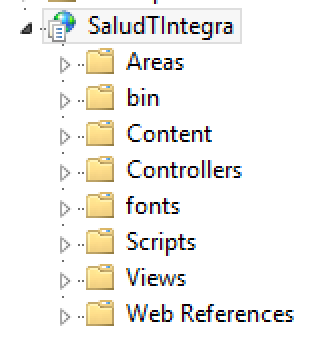 SaludTIntegra
Areas
bin
Content
Controllers
fonts
Scripts
Views
Web References